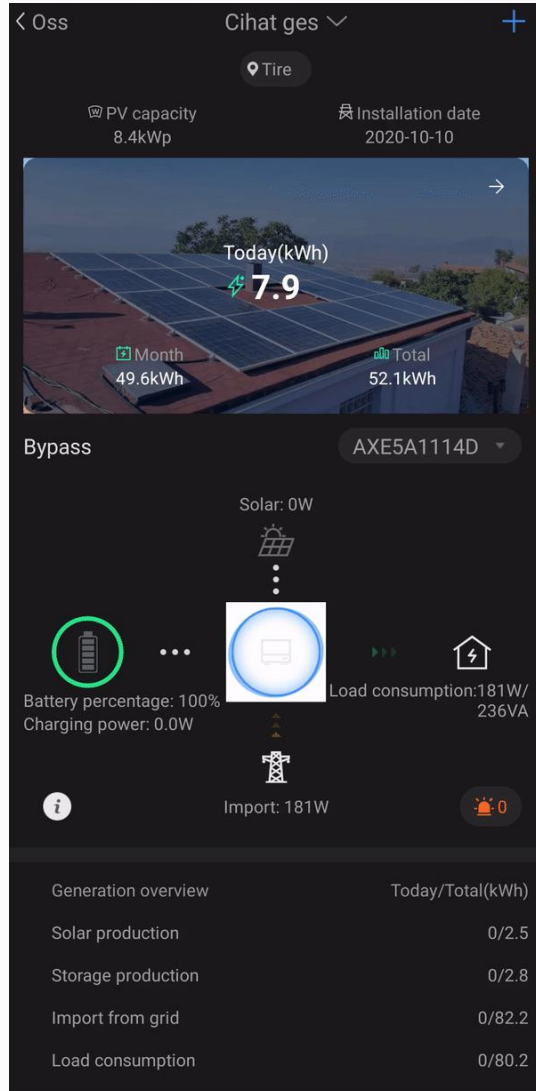 Oss
Cihat ges
Tire
PV capacity
8.4kWp
Installation date
2020-10-10
Today(kWh)
7.9
Month
49.6kWh
Total
52.1kWh
Bypass
AXE5A1114D
Solar: 0W
Battery percentage: 100%
Charging power: 0.0W
Load consumption:181W/
236VA
Import: 181W
0
Generation overview
Today/Total(kWh)
Solar production
0/2.5
Storage production
0/2.8
Import from grid
0/82.2
Load consumption
0/80.2